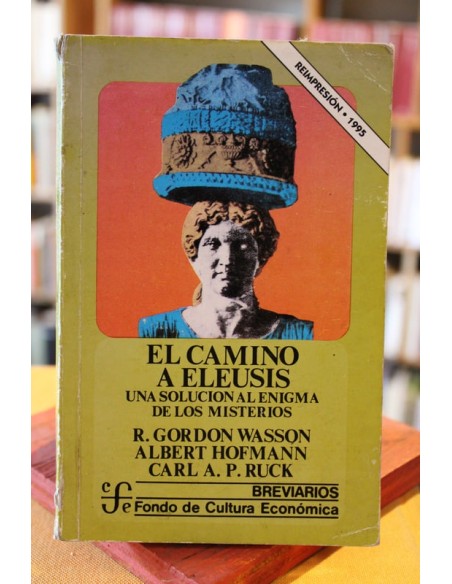 REIMPRESIÓN • 1995
EL CAMINO
A ELEUSIS
UNA SOLUCION AL ENIGMA
DE LOS MISTERIOS
R. GORDON WASSON
ALBERT HOFMANN
CARL A. P. RUCK
BREVIARIOS
cfe Fondo de Cultura Económica